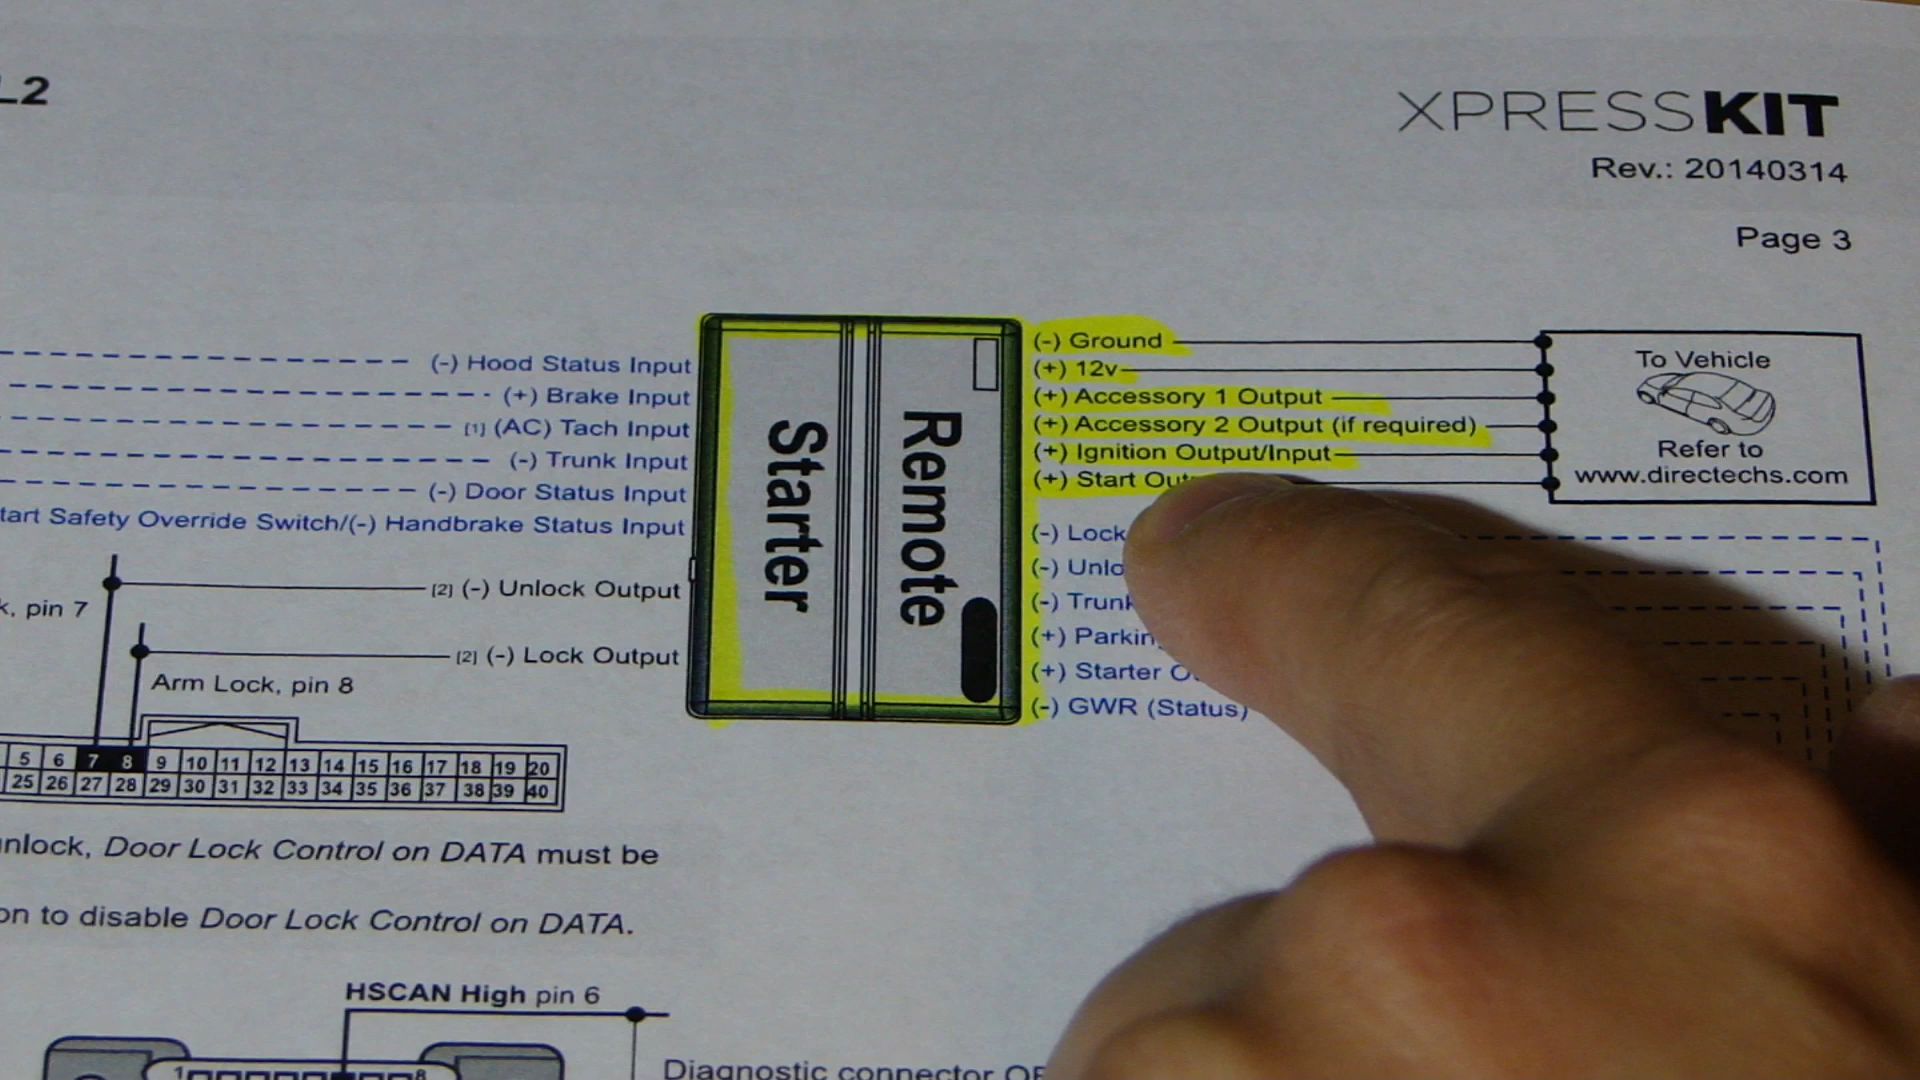 L2
XPRESSKIT
Rev.: 20140314
Page 3
(-) Hood Status Input
(+) Brake Input
[1] (AC) Tach Input
(-) Trunk Input
(-) Door Status Input
tart Safety Override Switch/(-) Handbrake Status Input
[2] (-) Unlock Output
k, pin 7
[2] (-) Lock Output
Arm Lock, pin 8
Remote
Starter
(-) Ground
(+) 12v
(+) Accessory 1 Output
(+) Accessory 2 Output (if required)
(+) Ignition Output/Input
(+) Start Out
(-) Lock
(-) Unlo
(-) Trunk
(+) Parkin
(+) Starter O
(-) GWR (Status)
To Vehicle
Refer to
www.directechs.com
5 6 7 8 9 10 11 12 13 14 15 16 17 18 19 20
25 26 27 28 29 30 31 32 33 34 35 36 37 38 39 40
nlock, Door Lock Control on DATA must be
on to disable Door Lock Control on DATA.
HSCAN High pin 6
1 8
Diagnostic connector OB